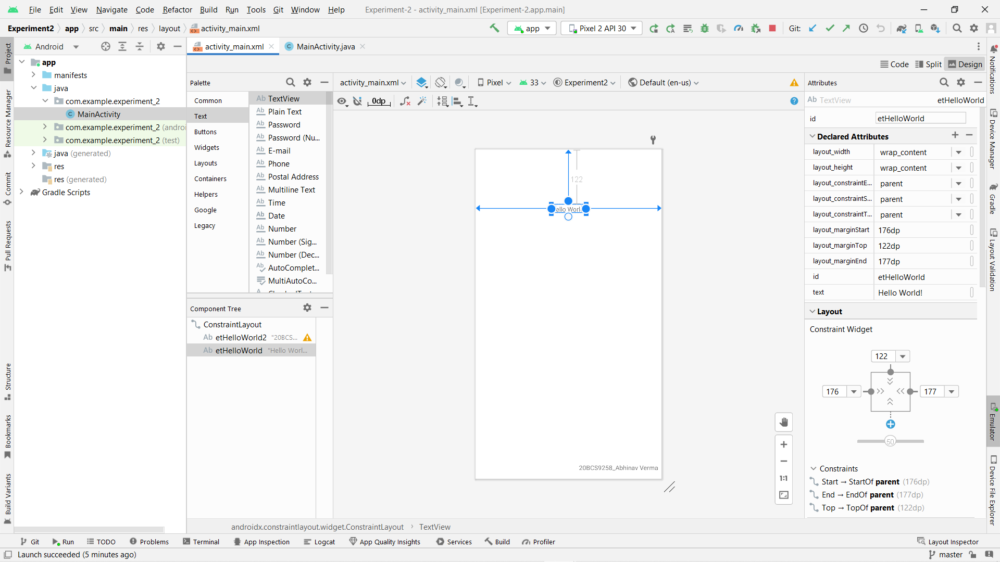 File Edit View Navigate Code Refactor Build Run Tools Git Window Help Experiment-2 - activity_main.xml [Experiment-2.app.main]
Experiment2 app src main res layout activity_main.xml app Pixel 2 API 30 Git:
Android
activity_main.xml MainActivity.java
Code Split Design
Project
Resource Manager
Commit
Pull Requests
Structure
Bookmarks
Build Variants
app
manifests
java
com.example.experiment_2
MainActivity
com.example.experiment_2 (androi
com.example.experiment_2 (test)
java (generated)
res
res (generated)
Gradle Scripts
Palette
Common
Text
Buttons
Widgets
Layouts
Containers
Helpers
Google
Legacy
Ab TextView
Ab Plain Text
Ab Password
Ab Password (Nu...
Ab E-mail
Ab Phone
Ab Postal Address
Ab Multiline Text
Ab Time
Ab Date
Ab Number
Ab Number (Sig...
Ab Number (Dec...
Ab AutoComplet...
MultiAutoCo...
Component Tree
ConstraintLayout
Ab etHelloWorld2 "20BCS...
Ab etHelloWorld "Hello Worl...
activity_main.xml Pixel 33 Experiment2 Default (en-us)
0dp
122
ello Worl
20BCS9258_Abhinav Verma
1:1
Attributes
Ab TextView etHelloWorld
id etHelloWorld
Declared Attributes
layout_width wrap_content
layout_height wrap_content
layout_constraintE... parent
layout_constraintS... parent
layout_constraintT... parent
layout_marginStart 176dp
layout_marginTop 122dp
layout_marginEnd 177dp
id etHelloWorld
text Hello World!
Layout
Constraint Widget
122
176 177
50
Constraints
Start → StartOf parent (176dp)
End → EndOf parent (177dp)
Top → TopOf parent (122dp)
Notifications
Device Manager
Gradle
Layout Validation
Emulator
Device File Explorer
androidx.constraintlayout.widget.ConstraintLayout TextView
Git Run TODO Problems Terminal App Inspection Logcat App Quality Insights Services Build Profiler Layout Inspector
Launch succeeded (5 minutes ago) master